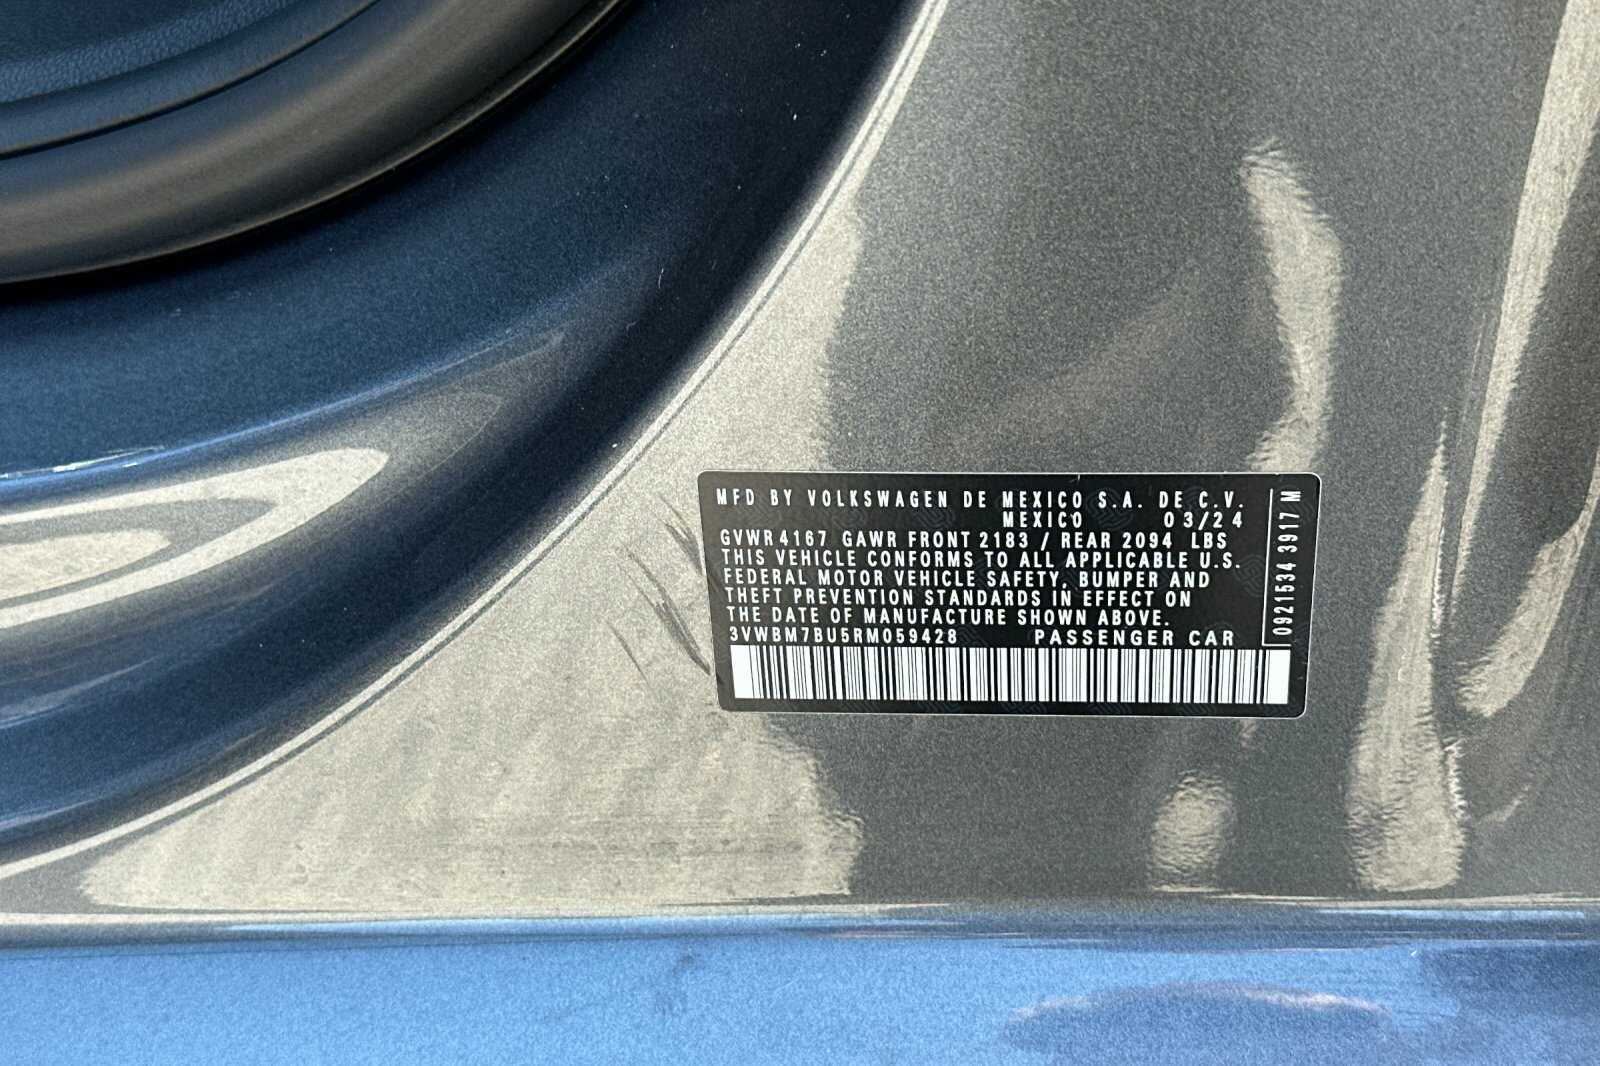 MFD BY VOLKSWAGEN DE MEXICO S.A. DE C.V.
MEXICO 03/24
GVWR 4167 GAWR FRONT 2183 / REAR 2094 LBS
THIS VEHICLE CONFORMS TO ALL APPLICABLE U.S.
FEDERAL MOTOR VEHICLE SAFETY, BUMPER AND
THEFT PREVENTION STANDARDS IN EFFECT ON
THE DATE OF MANUFACTURE SHOWN ABOVE.
3VWBM7BU5RM059428 PASSENGER CAR
0921534 3917 M